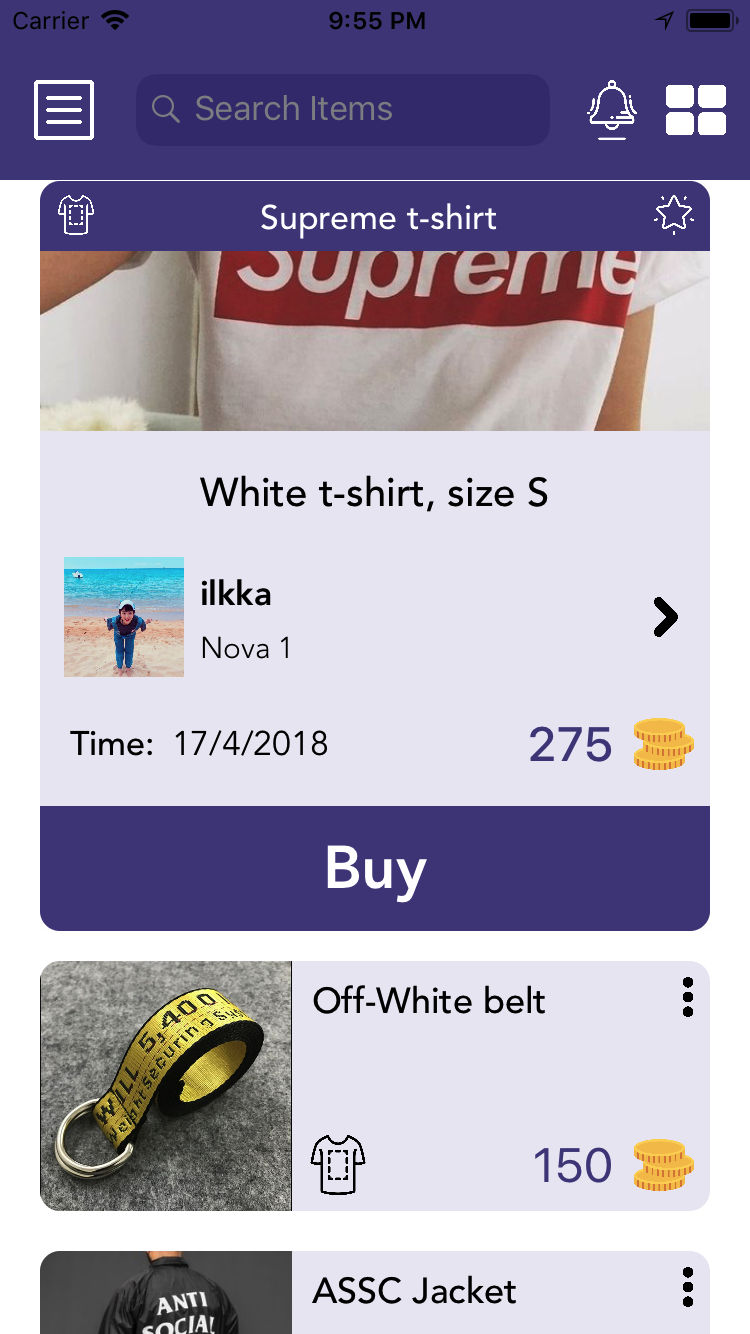 Carrier
9:55 PM
Search Items
Supreme t-shirt
Supreme
White t-shirt, size S
ilkka
Nova 1
Time: 17/4/2018
275
Buy
WILL 5,400
Off-White belt
150
ANTI
SOCIAL
ASSC Jacket